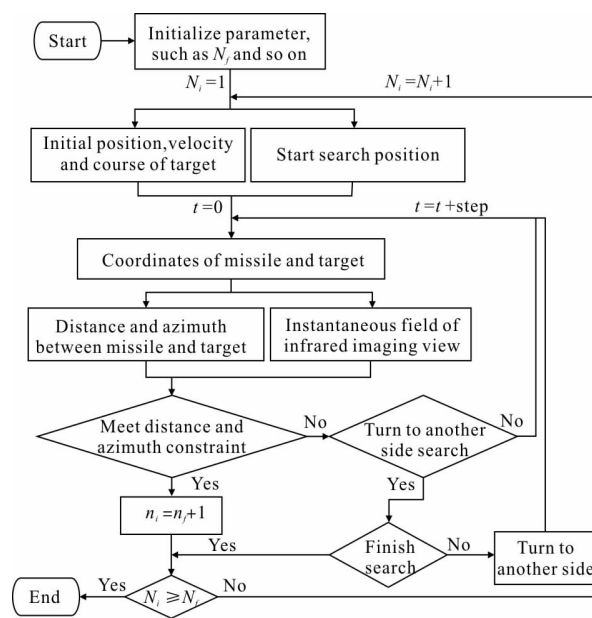 Start
Initialize parameter,
such as N_f and so on
N_i=1
N_i=N_i+1
Initial position,velocity
and course of target
Start search position
t=0
t=t+step
Coordinates of missile and target
Distance and azimuth
between missile and target
Instantaneous field of
infrared imaging view
Meet distance and
azimuth constraint
No
Turn to another
side search
No
Yes
Yes
n_i=n_f+1
Yes
Finish
search
No
Turn to
another side
End
Yes
N_i⩾N_f
No